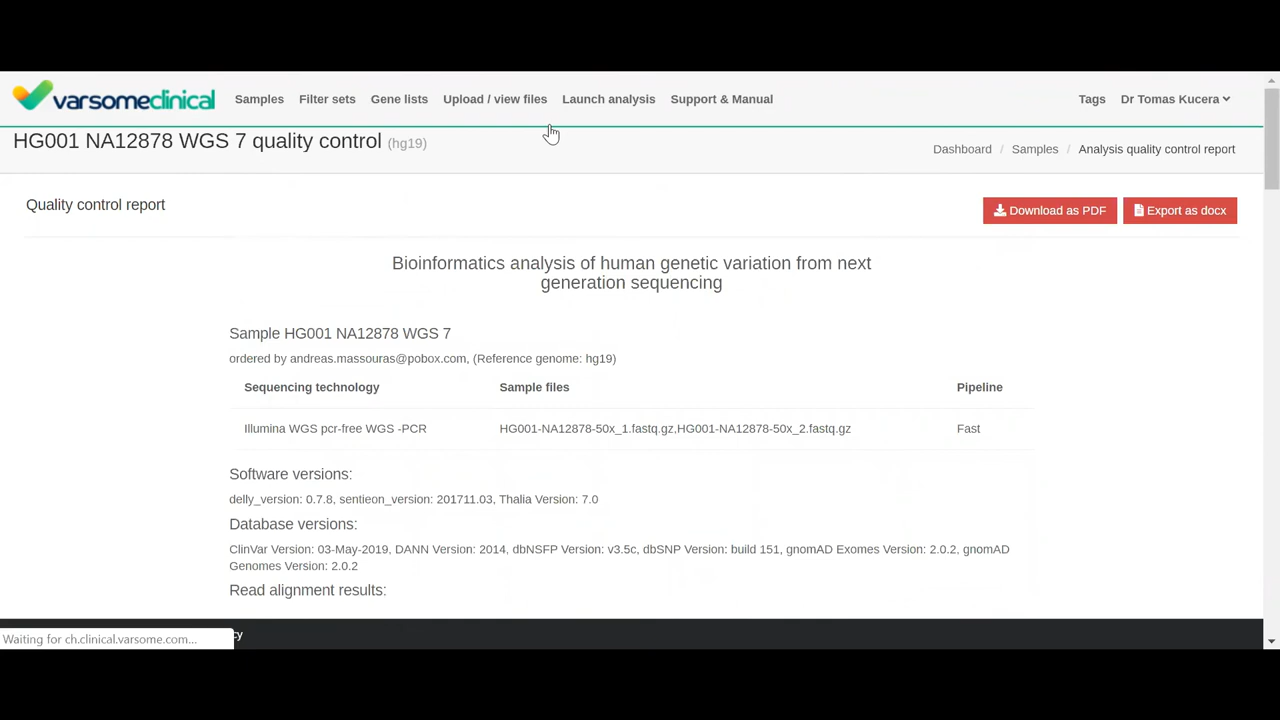 varsomeclinical Samples Filter sets Gene lists Upload / view files Launch analysis Support & Manual Tags Dr Tomas Kucera
HG001 NA12878 WGS 7 quality control (hg19)
Dashboard / Samples / Analysis quality control report
Quality control report
Download as PDF Export as docx
Bioinformatics analysis of human genetic variation from next
generation sequencing
Sample HG001 NA12878 WGS 7
ordered by andreas.massouras@pobox.com, (Reference genome: hg19)
Sequencing technology Sample files Pipeline
Illumina WGS pcr-free WGS -PCR HG001-NA12878-50x_1.fastq.gz,HG001-NA12878-50x_2.fastq.gz Fast
Software versions:
delly_version: 0.7.8, sentieon_version: 201711.03, Thalia Version: 7.0
Database versions:
ClinVar Version: 03-May-2019, DANN Version: 2014, dbNSFP Version: v3.5c, dbSNP Version: build 151, gnomAD Exomes Version: 2.0.2, gnomAD
Genomes Version: 2.0.2
Read alignment results:
Waiting for ch.clinical.varsome.com... cy